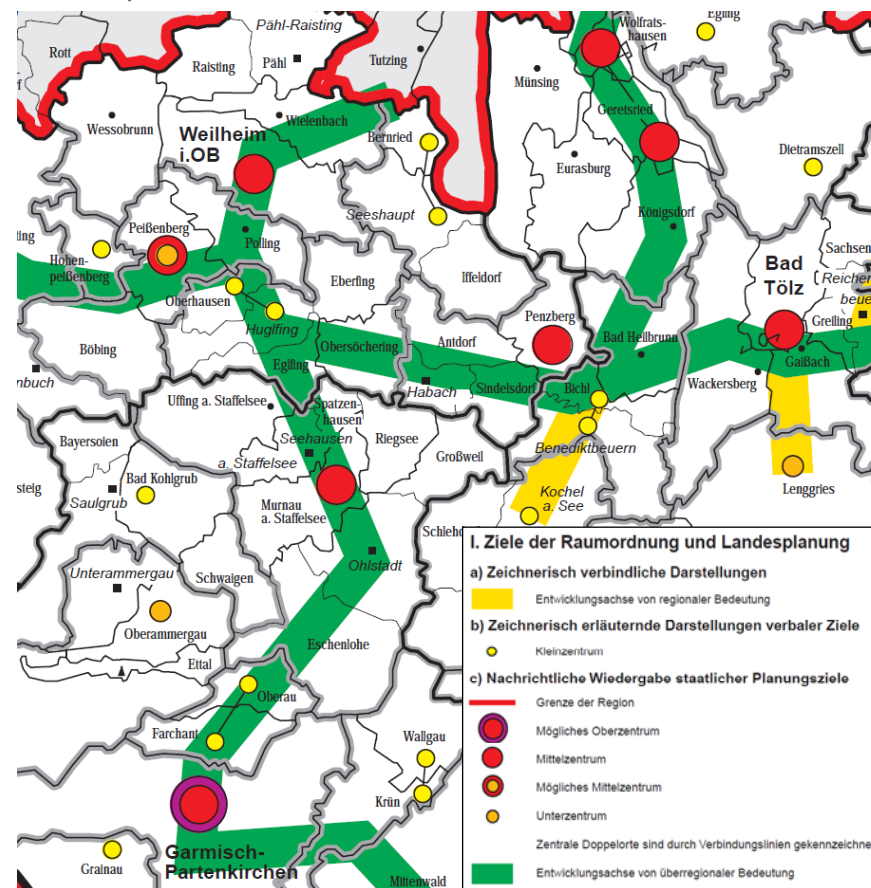 Pähl-Raisting
Wolfrats-
hausen
Egling
Rott
Raisting
Pähl
Tutzing
Münsing
Geretsried
Wessobrunn
Weilheim
i.OB
Wielenbach
Bernried
Eurasburg
Dietramszell
Seeshaupt
Königsdorf
Peißenberg
Polling
Hohen-
peißenberg
Oberhausen
Eberfing
Iffeldorf
Bad
Tölz
Sachsen
Reicher
beue
Greiling
Gaißach
Huglfing
Penzberg
Böbing
Obersöchering
Antdorf
Bad Heilbrunn
Eglfing
Habach
Sindelsdorf
Bichl
Wackersberg
nbuch
Uffing a. Staffelsee
Spatzen-
hausen
Seehausen
a. Staffelsee
Riegsee
Großweil
Benediktbeuern
Bayersoien
Bad Kohlgrub
steig
Saulgrub
Murnau
a. Staffelsee
Kochel
a. See
Lenggries
Schlehd
Ohlstadt
Unterammergau
Schwaigen
Oberammergau
Eschenlohe
Ettal
Oberau
Farchant
Wallgau
Krün
Garmisch-
Partenkirchen
Grainau
Mittenwald
I. Ziele der Raumordnung und Landesplanung
a) Zeichnerisch verbindliche Darstellungen
Entwicklungsachse von regionaler Bedeutung
b) Zeichnerisch erläuternde Darstellungen verbaler Ziele
Kleinzentrum
c) Nachrichtliche Wiedergabe staatlicher Planungsziele
Grenze der Region
Mögliches Oberzentrum
Mittelzentrum
Mögliches Mittelzentrum
Unterzentrum
Zentrale Doppelorte sind durch Verbindungslinien gekennzeichne
Entwicklungsachse von überregionaler Bedeutung